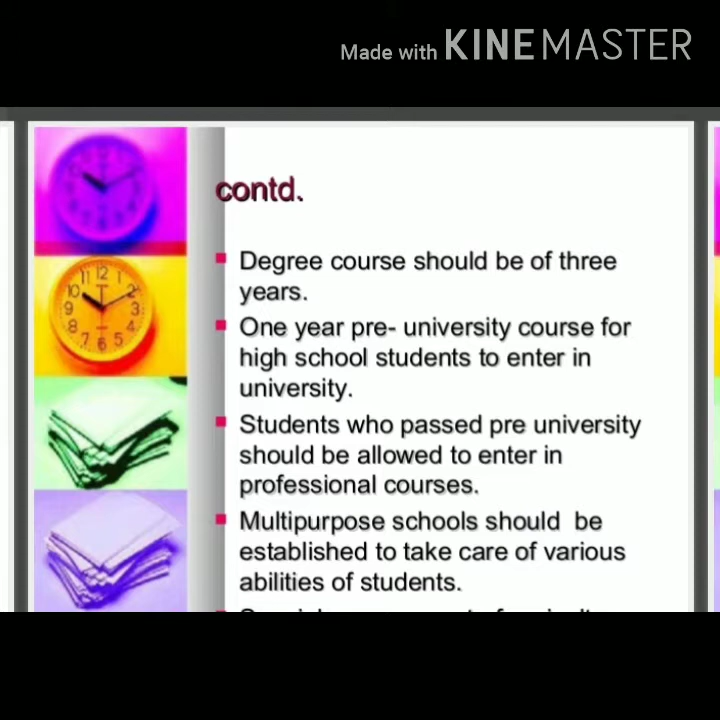 Made with KINEMASTER
contd.
Degree course should be of three
years.
One year pre- university course for
high school students to enter in
university.
Students who passed pre university
should be allowed to enter in
professional courses.
Multipurpose schools should be
established to take care of various
abilities of students.